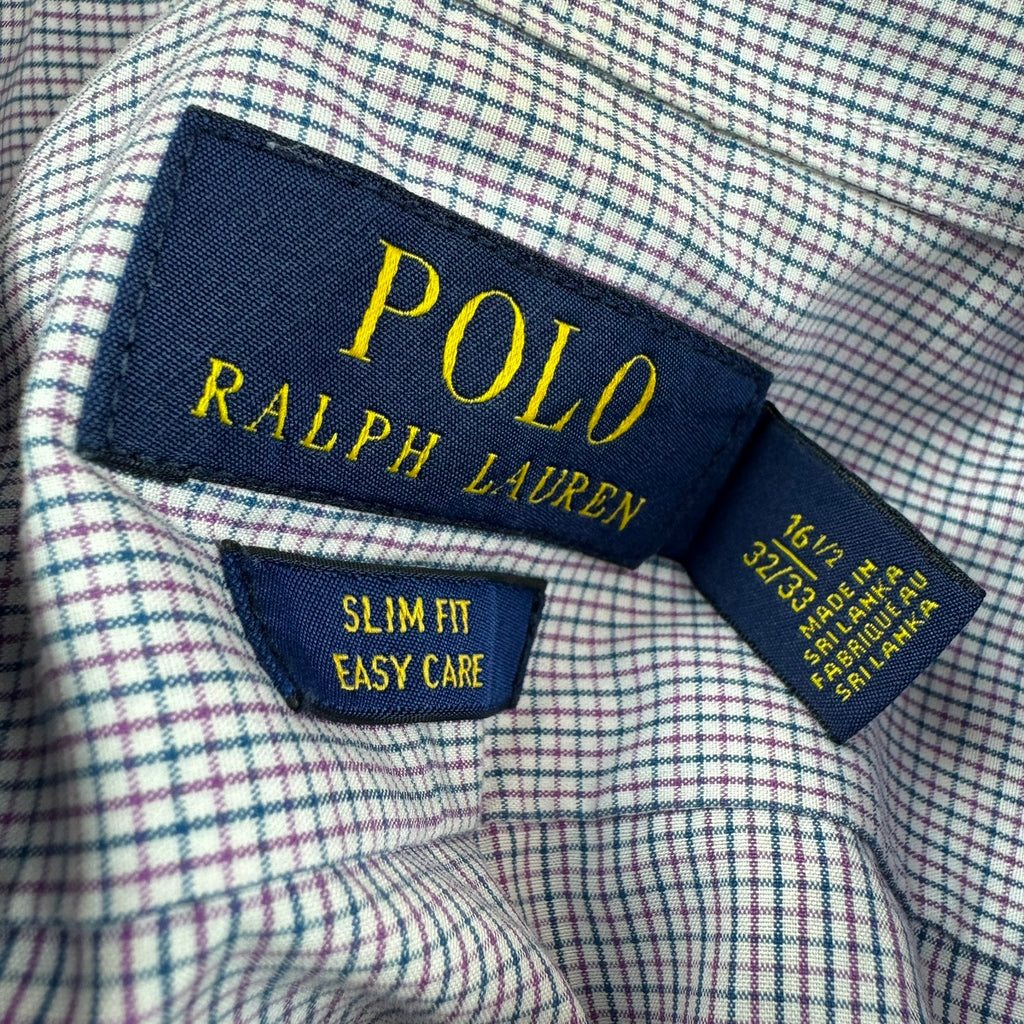 POLO
RALPH LAUREN
SLIM FIT
EASY CARE
16 1/2
32/33
MADE IN
SRI LANKA
FABRIQUE AU
SRI LANKA